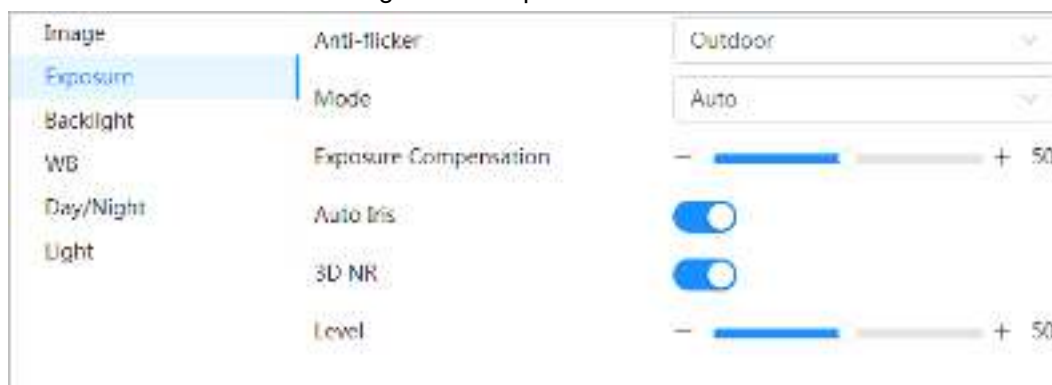 Image
Exposure
Backlight
WB
Day/Night
Light
Anti-flicker Outdoor
Mode Auto
Exposure Compensation - + 50
Auto Iris
3D NR
Level - + 50